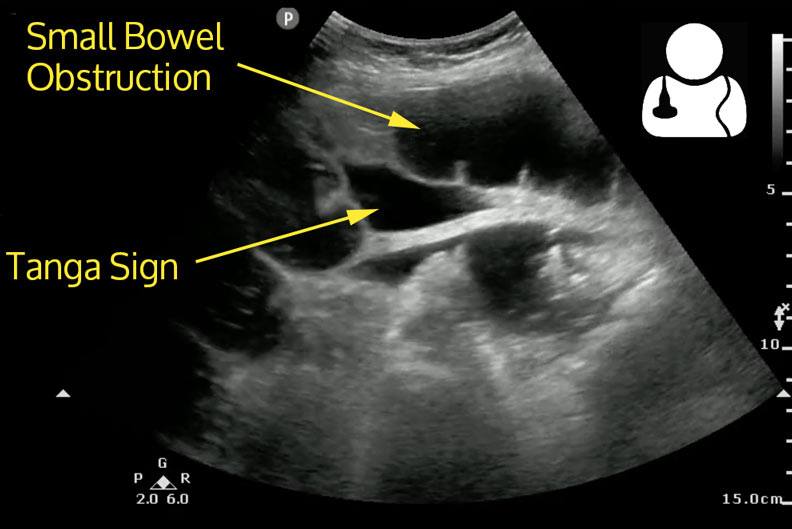 P
Small Bowel
Obstruction
5
Tanga Sign
x
10
G
P R
2.0 6.0
15.0cm